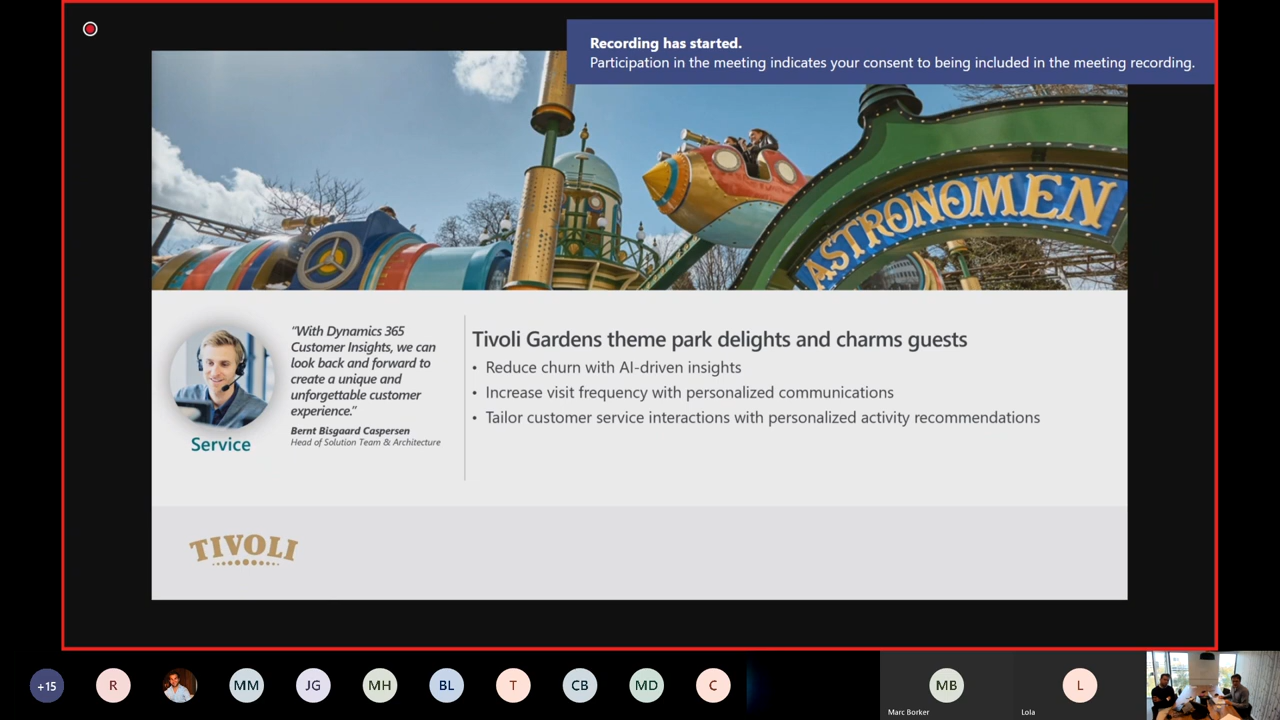 Recording has started.
Participation in the meeting indicates your consent to being included in the meeting recording.
ASTRONOMEN
"With Dynamics 365
Customer Insights, we can
look back and forward to
create a unique and
unforgettable customer
experience."
Bernt Bisgaard Caspersen
Head of Solution Team & Architecture
Service
Tivoli Gardens theme park delights and charms guests
• Reduce churn with AI-driven insights
• Increase visit frequency with personalized communications
• Tailor customer service interactions with personalized activity recommendations
TIVOLI
+15
R
MM
JG
MH
BL
T
CB
MD
C
MB
Marc Borker
L
Lola